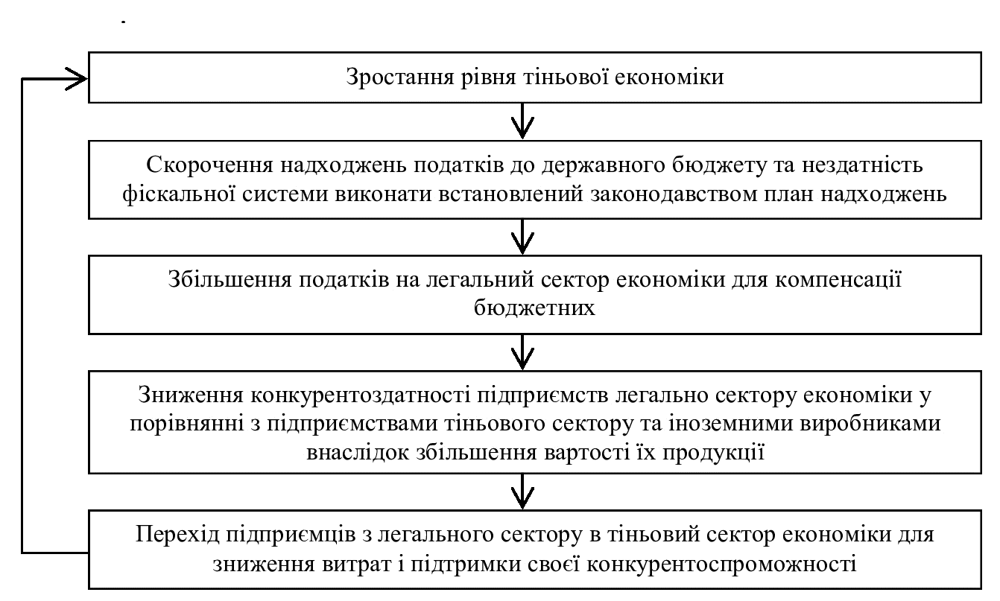 Зростання рівня тіньової економіки
Скорочення надходжень податків до державного бюджету та нездатність
фіскальної системи виконати встановлений законодавством план надходжень
Збільшення податків на легальний сектор економіки для компенсації
бюджетних
Зниження конкурентоздатності підприємств легально сектору економіки у
порівнянні з підприємствами тіньового сектору та іноземними виробниками
внаслідок збільшення вартості їх продукції
Перехід підприємців з легального сектору в тіньовий сектор економіки для
зниження витрат і підтримки своєї конкурентоспроможності